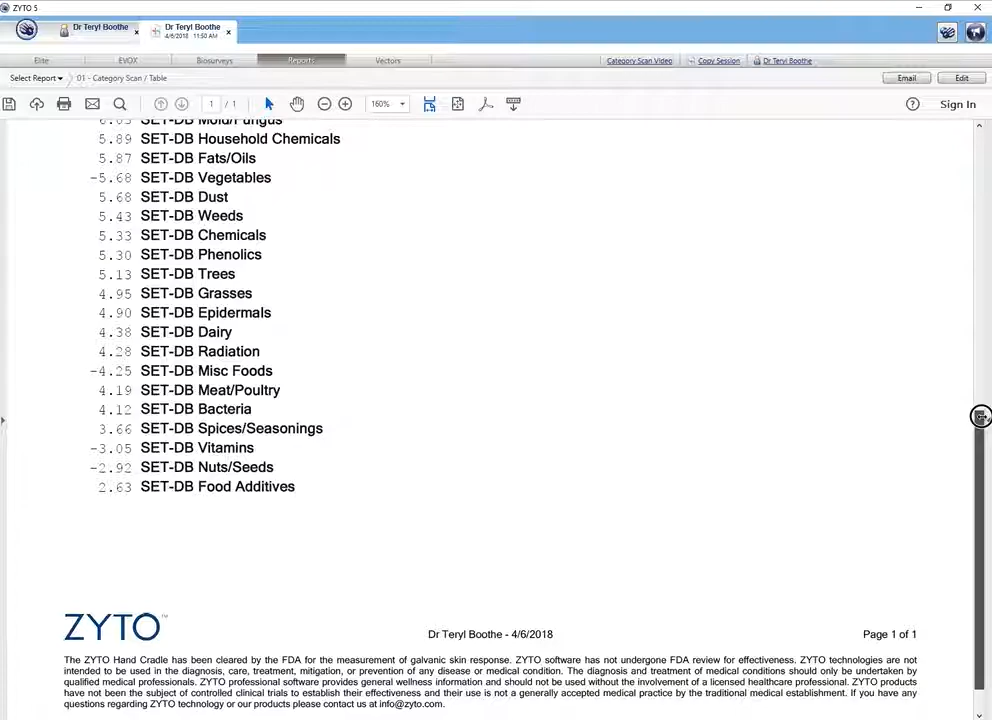 ZYTO 5
Dr Teryl Boothe
Dr Teryl Boothe
4/6/2018 11:50 AM
Elite EVOX Biosurveys Reports Vectors Category Scan Video Copy Session Dr Teryl Boothe
Select Report 01 - Category Scan / Table Email Edit
1 / 1 160% Sign In
6.03 SET-DB Mold/Fungus
5.89 SET-DB Household Chemicals
5.87 SET-DB Fats/Oils
-5.68 SET-DB Vegetables
5.68 SET-DB Dust
5.43 SET-DB Weeds
5.33 SET-DB Chemicals
5.30 SET-DB Phenolics
5.13 SET-DB Trees
4.95 SET-DB Grasses
4.90 SET-DB Epidermals
4.38 SET-DB Dairy
4.28 SET-DB Radiation
-4.25 SET-DB Misc Foods
4.19 SET-DB Meat/Poultry
4.12 SET-DB Bacteria
3.66 SET-DB Spices/Seasonings
-3.05 SET-DB Vitamins
-2.92 SET-DB Nuts/Seeds
2.63 SET-DB Food Additives
ZYTO™
Dr Teryl Boothe - 4/6/2018 Page 1 of 1
The ZYTO Hand Cradle has been cleared by the FDA for the measurement of galvanic skin response. ZYTO software has not undergone FDA review for effectiveness. ZYTO technologies are not
intended to be used in the diagnosis, care, treatment, mitigation, or prevention of any disease or medical condition. The diagnosis and treatment of medical conditions should only be undertaken by
qualified medical professionals. ZYTO professional software provides general wellness information and should not be used without the involvement of a licensed healthcare professional. ZYTO products
have not been the subject of controlled clinical trials to establish their effectiveness and their use is not a generally accepted medical practice by the traditional medical establishment. If you have any
questions regarding ZYTO technology or our products please contact us at info@zyto.com.